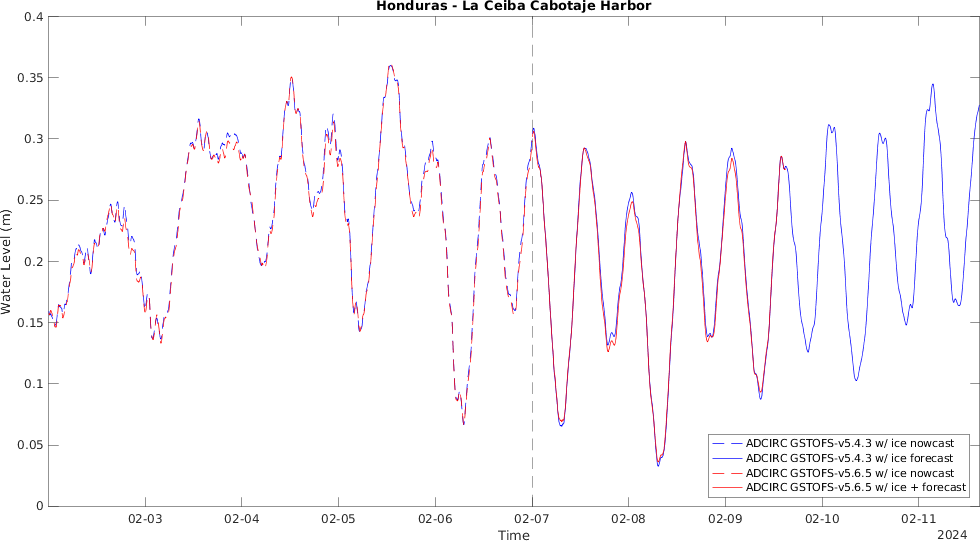 Honduras - La Ceiba Cabotaje Harbor
0.4
0.35
0.3
0.25
0.2
0.15
0.1
0.05
0
Water Level (m)
02-03 02-04 02-05 02-06 02-07 02-08 02-09 02-10 02-11
Time
2024
ADCIRC GSTOFS-v5.4.3 w/ ice nowcast
ADCIRC GSTOFS-v5.4.3 w/ ice forecast
ADCIRC GSTOFS-v5.6.5 w/ ice nowcast
ADCIRC GSTOFS-v5.6.5 w/ ice + forecast